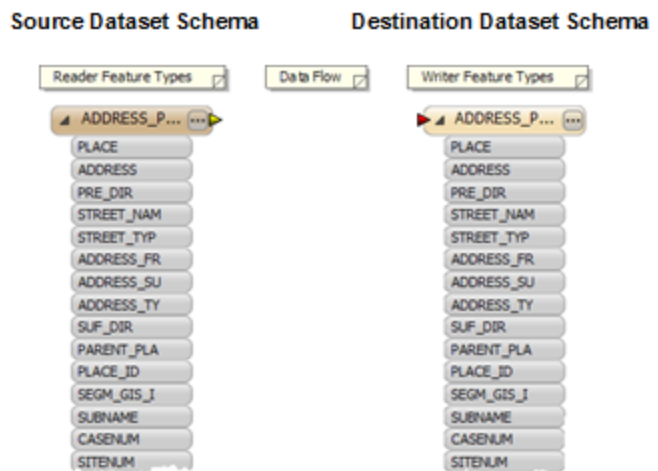 Source Dataset Schema
Destination Dataset Schema
Reader Feature Types
Data Flow
Writer Feature Types
ADDRESS_P...
PLACE
ADDRESS
PRE_DIR
STREET_NAM
STREET_TYP
ADDRESS_FR
ADDRESS_SU
ADDRESS_TY
SUF_DIR
PARENT_PLA
PLACE_ID
SEGM_GIS_I
SUBNAME
CASENUM
SITENUM
ADDRESS_P...
PLACE
ADDRESS
PRE_DIR
STREET_NAM
STREET_TYP
ADDRESS_FR
ADDRESS_SU
ADDRESS_TY
SUF_DIR
PARENT_PLA
PLACE_ID
SEGM_GIS_I
SUBNAME
CASENUM
SITENUM